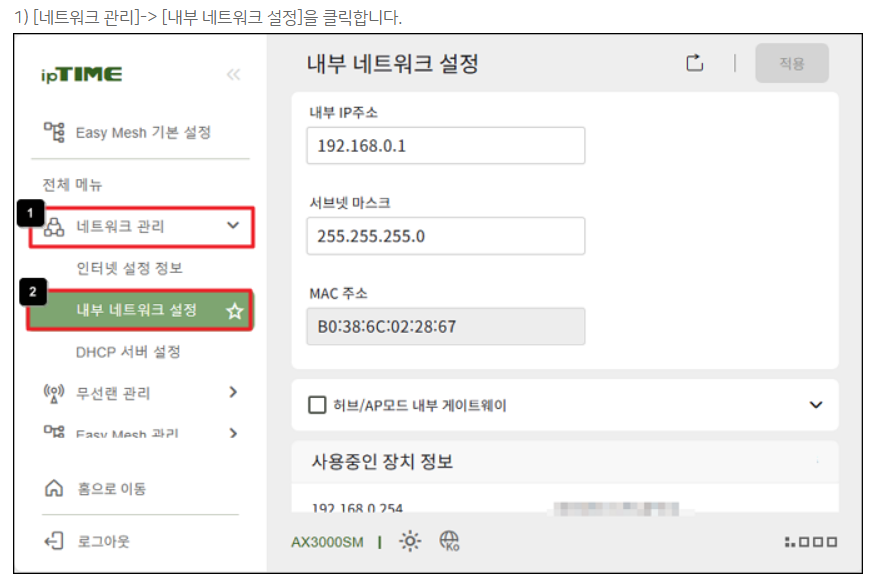 1) [네트워크 관리]-> [내부 네트워크 설정]을 클릭합니다.
ipTIME
Easy Mesh 기본 설정
전체 메뉴
1
네트워크 관리
인터넷 설정 정보
2
내부 네트워크 설정
DHCP 서버 설정
무선랜 관리
Easy Mesh 관리
홈으로 이동
로그아웃
내부 네트워크 설정
적용
내부 IP주소
192.168.0.1
서브넷 마스크
255.255.255.0
MAC 주소
B0:38:6C:02:28:67
허브/AP모드 내부 게이트웨이
사용중인 장치 정보
192.168.0.254
AX3000SM
Ko